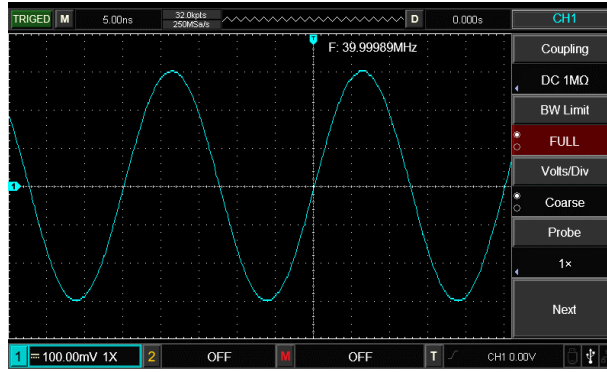 TRIGED M 5.00ns 32.0kpts D 0.000s CH1
250MSa/s
T
F: 39.99989MHz
Coupling
DC 1MΩ
BW Limit
FULL
Volts/Div
1
Coarse
Probe
1×
Next
1 100.00mV 1X 2 OFF M OFF T CH1 0.00V